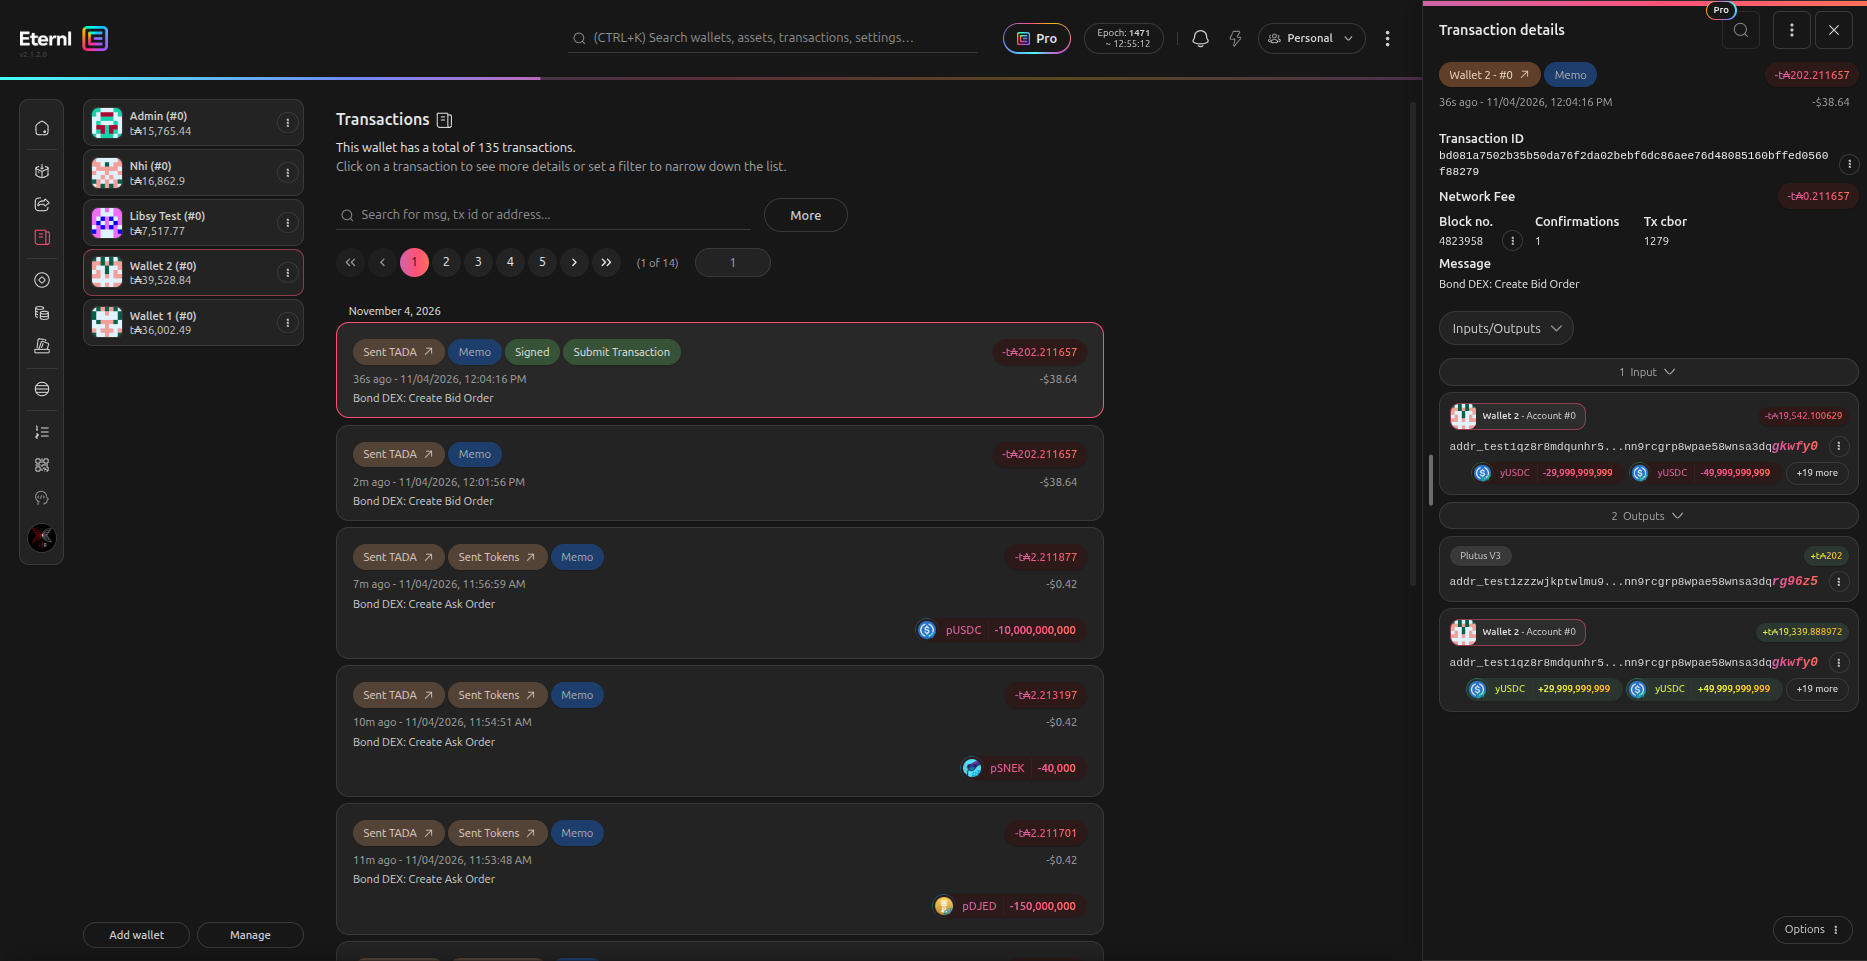 Eternl
v2.1.2.0
(CTRL+K) Search wallets, assets, transactions, settings...
Pro
Epoch: 1471
~ 12:55:12
Personal
Admin (#0)
t₳15,765.44
Nhi (#0)
t₳16,862.9
Libsy Test (#0)
t₳7,517.77
Wallet 2 (#0)
t₳39,528.84
Wallet 1 (#0)
t₳36,002.49
Add wallet
Manage
Transactions
This wallet has a total of 135 transactions.
Click on a transaction to see more details or set a filter to narrow down the list.
Search for msg, tx id or address...
More
1 2 3 4 5 (1 of 14) 1
November 4, 2026
Sent TADA Memo Signed Submit Transaction -t₳202.211657
36s ago - 11/04/2026, 12:04:16 PM -$38.64
Bond DEX: Create Bid Order
Sent TADA Memo -t₳202.211657
2m ago - 11/04/2026, 12:01:56 PM -$38.64
Bond DEX: Create Bid Order
Sent TADA Sent Tokens Memo -t₳2.211877
7m ago - 11/04/2026, 11:56:59 AM -$0.42
Bond DEX: Create Ask Order
pUSDC -10,000,000,000
Sent TADA Sent Tokens Memo -t₳2.213197
10m ago - 11/04/2026, 11:54:51 AM -$0.42
Bond DEX: Create Ask Order
pSNEK -40,000
Sent TADA Sent Tokens Memo -t₳2.211701
11m ago - 11/04/2026, 11:53:48 AM -$0.42
Bond DEX: Create Ask Order
pDJED -150,000,000
Pro
Transaction details
Wallet 2 - #0 Memo -t₳202.211657
36s ago - 11/04/2026, 12:04:16 PM -$38.64
Transaction ID
bd081a7502b35b50da76f2da02bebf6dc86aee76d48085160bffed0560
f88279
Network Fee -t₳0.211657
Block no. Confirmations Tx cbor
4823958 1 1279
Message
Bond DEX: Create Bid Order
Inputs/Outputs
1 Input
Wallet 2 - Account #0 -t₳19,542.100629
addr_test1qz8r8mdqunhr5...nn9rcgrp8wpae58wnsa3dqgkwfy0
yUSDC -29,999,999,999 yUSDC -49,999,999,999 +19 more
2 Outputs
Plutus V3 +t₳202
addr_test1zzzwjkptwlmu9...nn9rcgrp8wpae58wnsa3dqrg96z5
Wallet 2 - Account #0 +t₳19,339.888972
addr_test1qz8r8mdqunhr5...nn9rcgrp8wpae58wnsa3dqgkwfy0
yUSDC +29,999,999,999 yUSDC +49,999,999,999 +19 more
Options